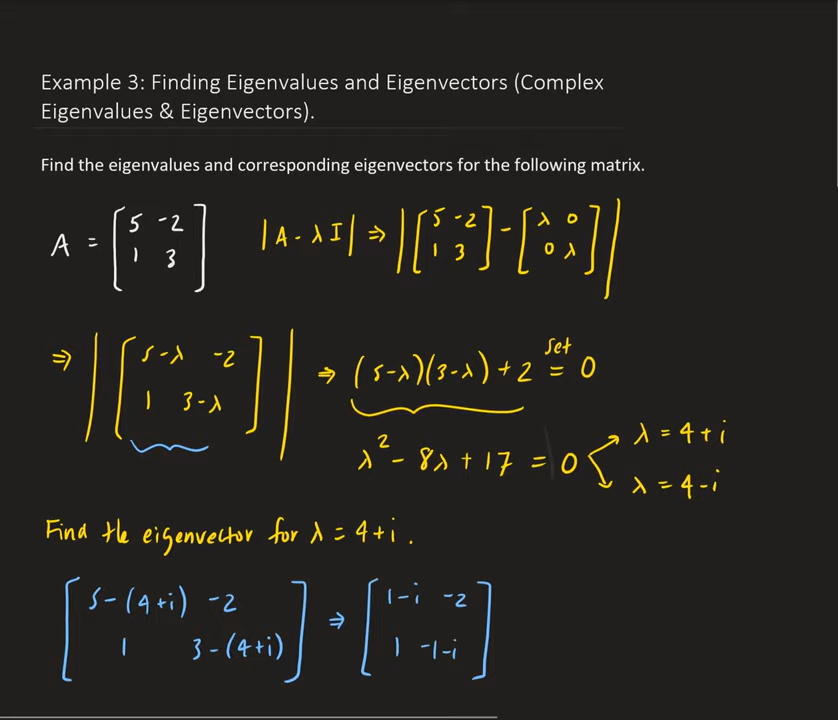 Example 3: Finding Eigenvalues and Eigenvectors (Complex
Eigenvalues & Eigenvectors).
Find the eigenvalues and corresponding eigenvectors for the following matrix.
A = [5 -2; 1 3] |A - λI| ⇒ |[5 -2; 1 3] - [λ 0; 0 λ]|
⇒ |[5-λ -2; 1 3-λ]| ⇒ (5-λ)(3-λ) + 2 set = 0
λ² - 8λ + 17 = 0
λ = 4 + i
λ = 4 - i
Find the eigenvector for λ = 4 + i.
[5-(4+i) -2; 1 3-(4+i)] ⇒ [1-i -2; 1 -1-i]